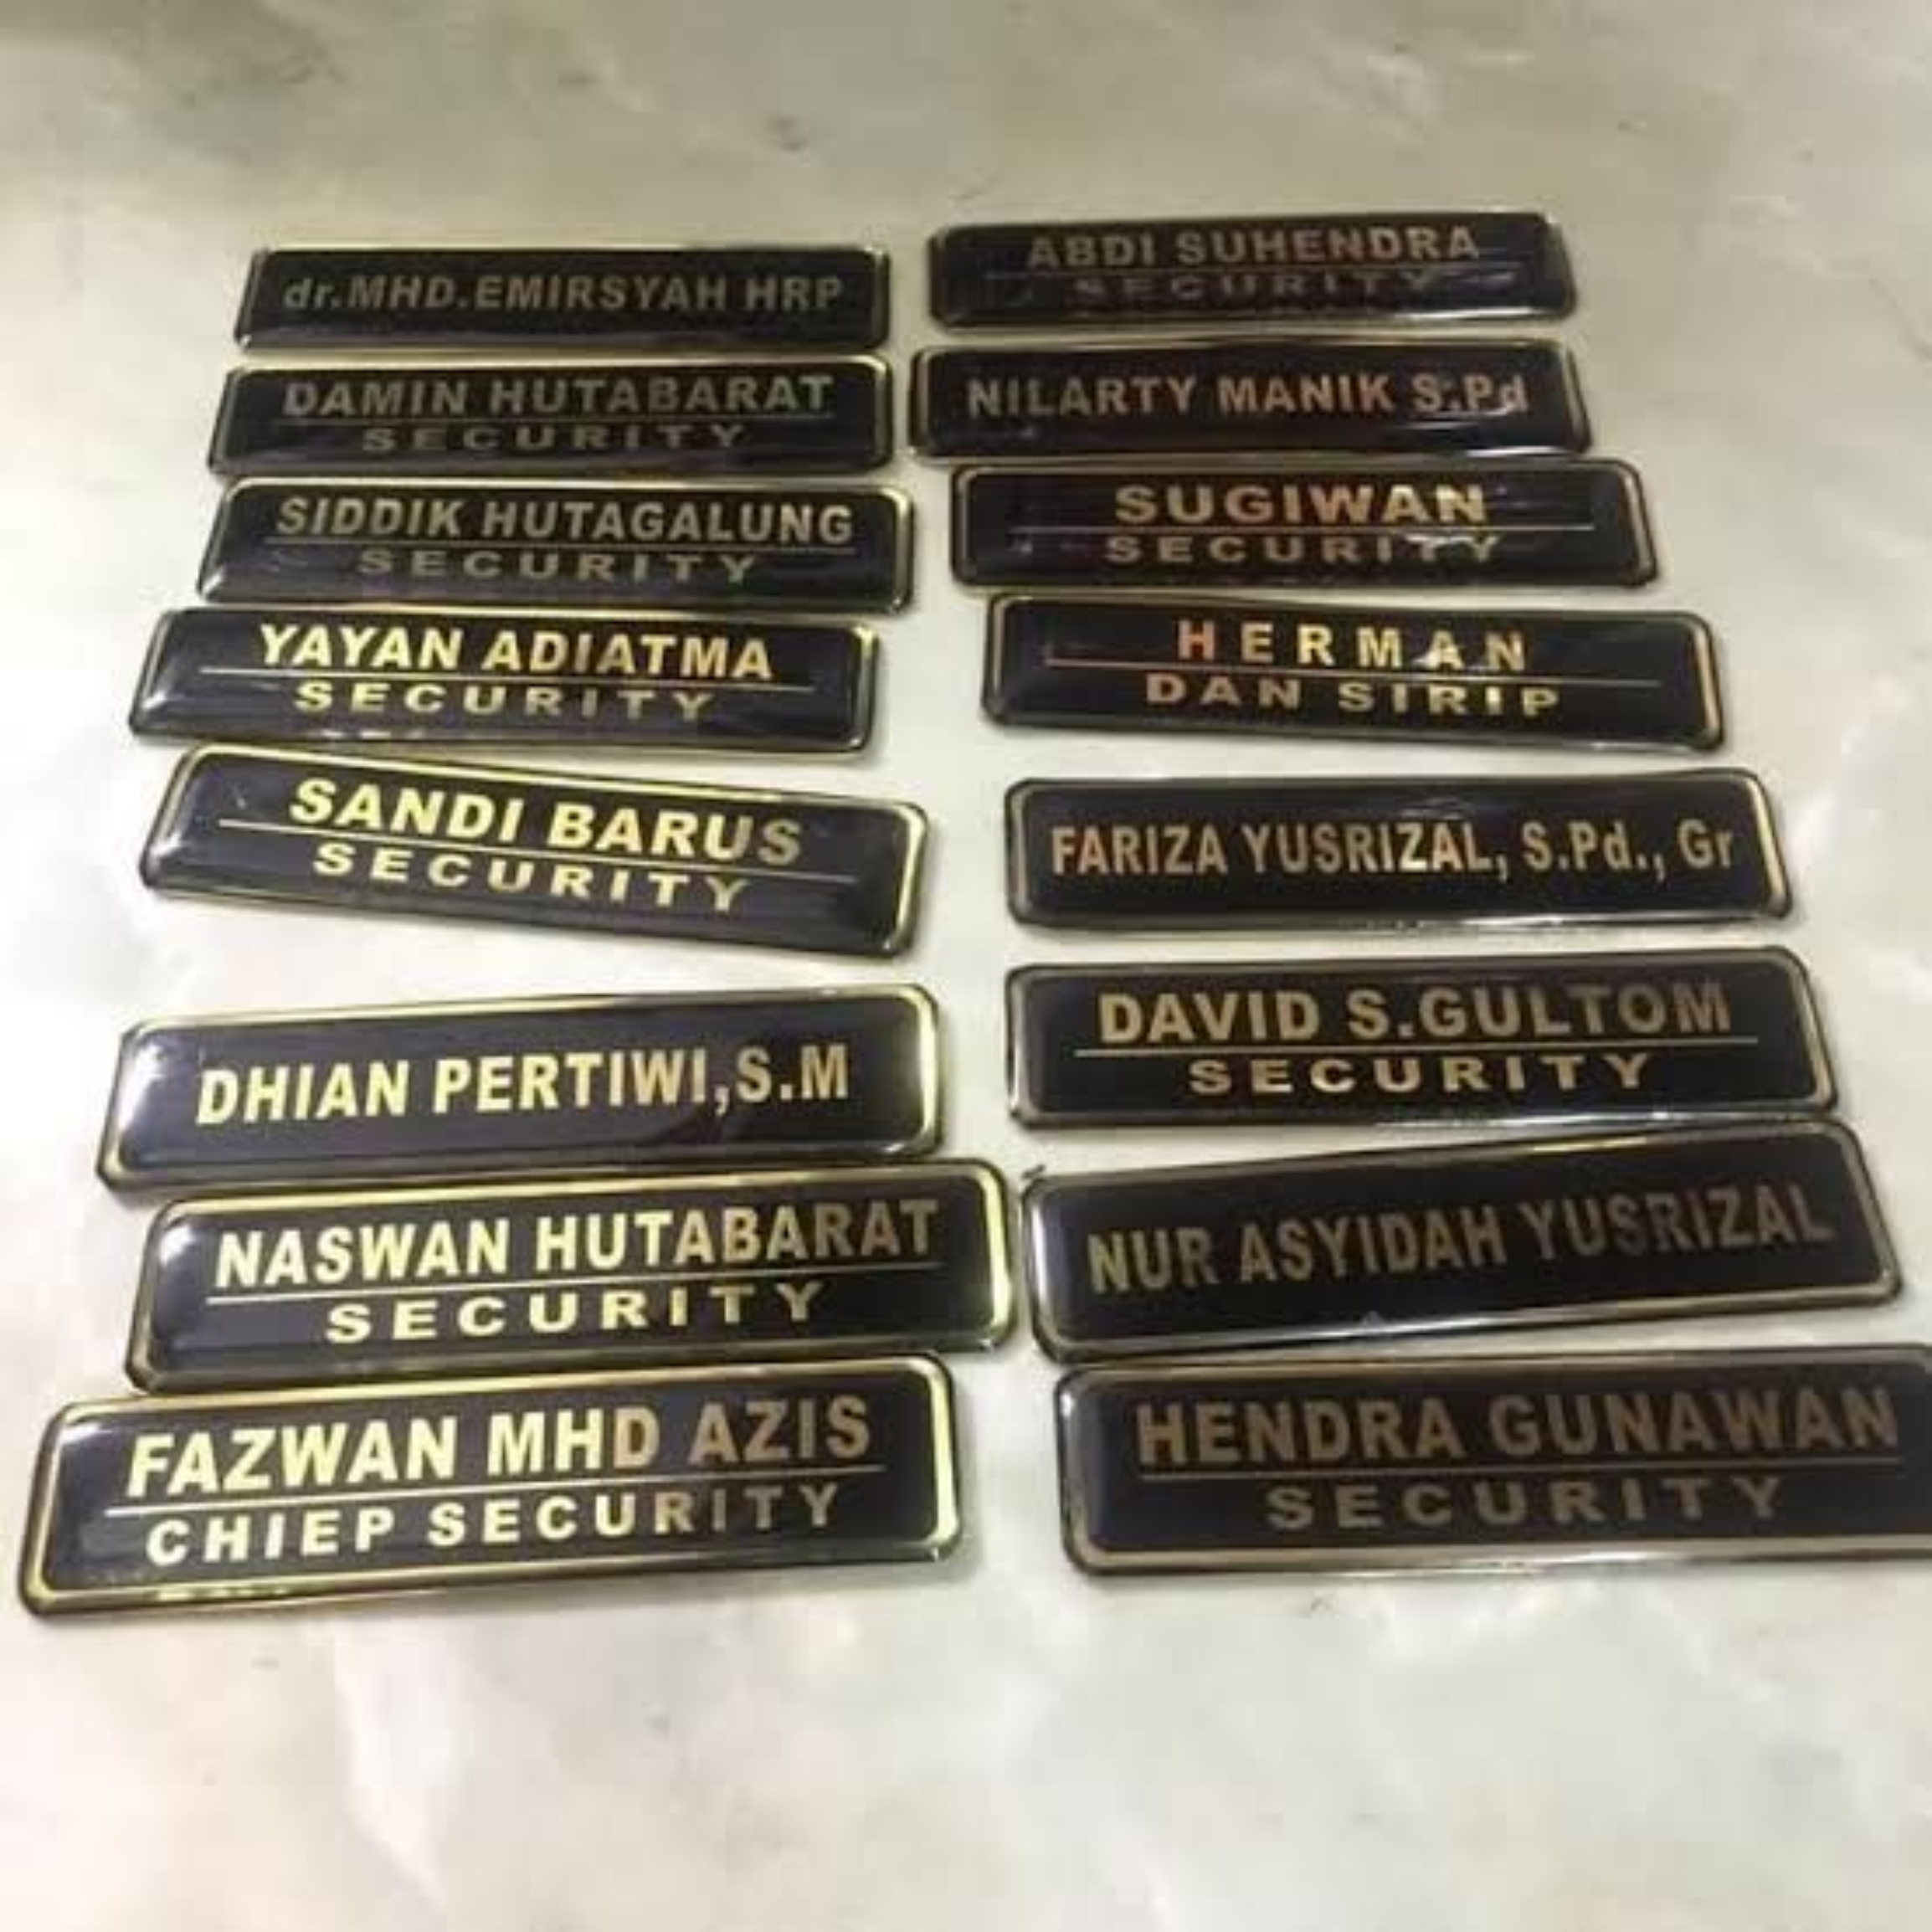 dr.MHD.EMIRSYAH HRP
DAMIN HUTABARAT
SECURITY
SIDDIK HUTAGALUNG
SECURITY
YAYAN ADIATMA
SECURITY
SANDI BARUS
SECURITY
DHIAN PERTIWI,S.M
NASWAN HUTABARAT
SECURITY
FAZWAN MHD AZIS
CHIEP SECURITY
ABDI SUHENDRA
SECURITY
NILARTY MANIK S.Pd
SUGIWAN
SECURITY
HERMAN
DAN SIRIP
FARIZA YUSRIZAL, S.Pd., Gr
DAVID S.GULTOM
SECURITY
NUR ASYIDAH YUSRIZAL
HENDRA GUNAWAN
SECURITY